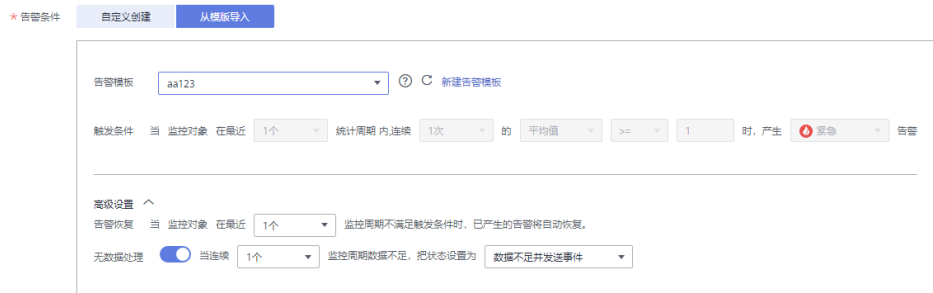 * 告警条件 自定义创建 从模版导入
告警模板 aa123 新建告警模板
触发条件 当 监控对象 在最近 1个 统计周期 内,连续 1次 的 平均值 >= 1 时, 产生 紧急 告警
高级设置
告警恢复 当 监控对象 在最近 1个 监控周期不满足触发条件时, 已产生的告警将自动恢复。
无数据处理 当连续 1个 监控周期数据不足, 把状态设置为 数据不足并发送事件